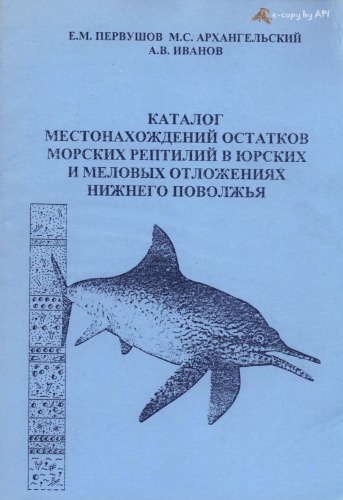 e-copy by API
Е.М. ПЕРВУШОВ М.С. АРХАНГЕЛЬСКИЙ
А.В. ИВАНОВ
КАТАЛОГ
МЕСТОНАХОЖДЕНИЙ ОСТАТКОВ
МОРСКИХ РЕПТИЛИЙ В ЮРСКИХ
И МЕЛОВЫХ ОТЛОЖЕНИЯХ
НИЖНЕГО ПОВОЛЖЬЯ